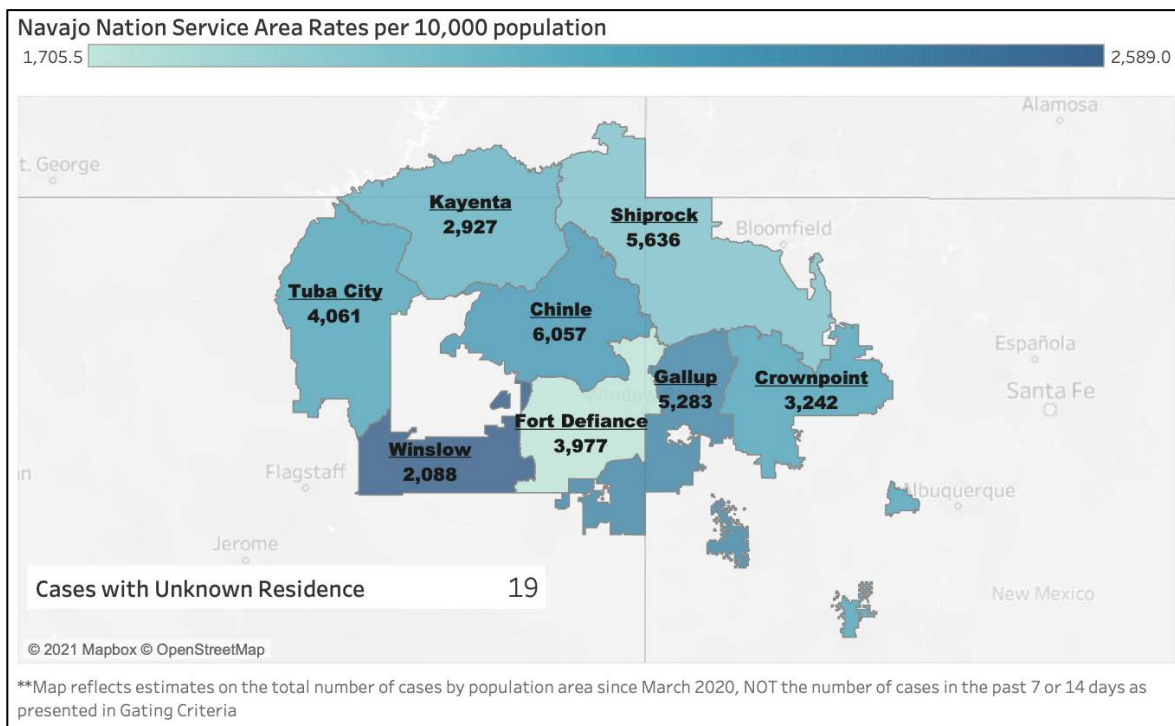 Navajo Nation Service Area Rates per 10,000 population
1,705.5
2,589.0
Alamosa
t. George
Kayenta
2,927
Shiprock
5,636
Bloomfield
Tuba City
4,061
Chinle
6,057
Española
Gallup
5,283
Crownpoint
3,242
Santa Fe
Fort Defiance
3,977
Winslow
2,088
Flagstaff
Albuquerque
Jerome
Cases with Unknown Residence 19
New Mexico
© 2021 Mapbox © OpenStreetMap
**Map reflects estimates on the total number of cases by population area since March 2020, NOT the number of cases in the past 7 or 14 days as
presented in Gating Criteria